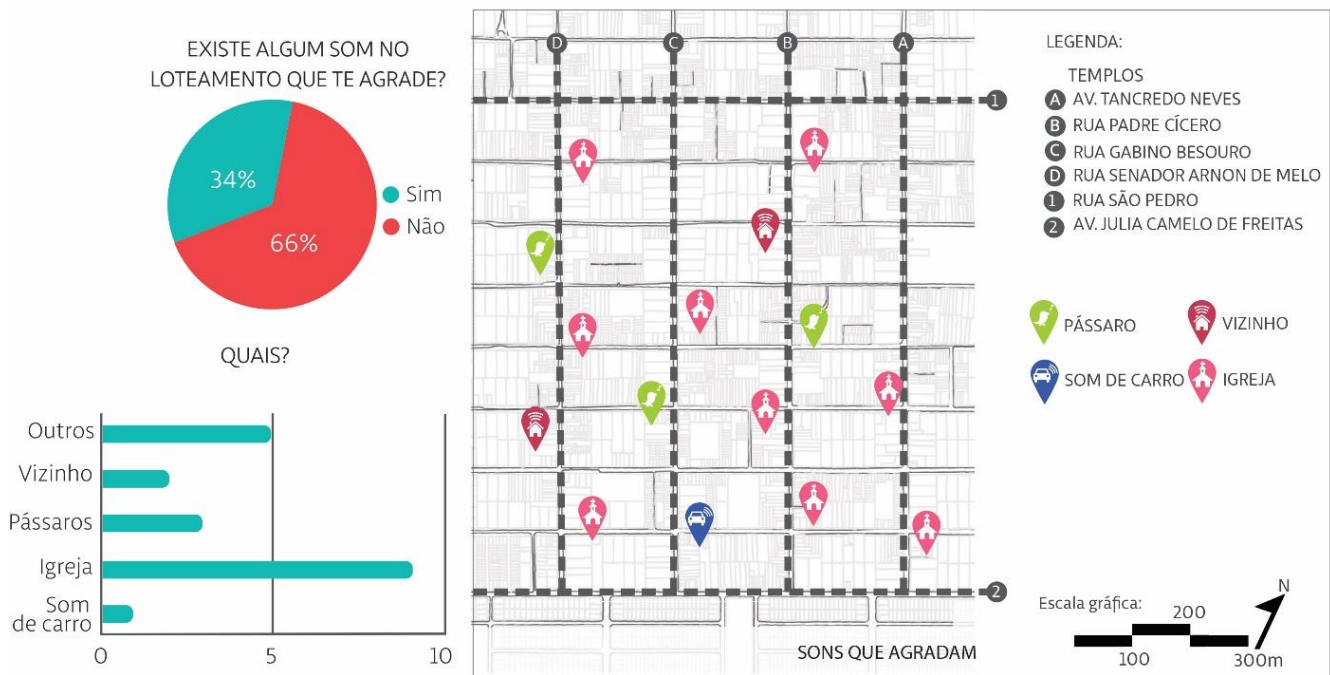 EXISTE ALGUM SOM NO
LOTEAMENTO QUE TE AGRADE?
34%
66%
Sim
Não
QUAIS?
Outros
Vizinho
Pássaros
Igreja
Som
de carro
0
5
10
D
C
B
A
1
2
SONS QUE AGRADAM
LEGENDA:
TEMPLOS
A AV. TANCREDO NEVES
B RUA PADRE CÍCERO
C RUA GABINO BESOURO
D RUA SENADOR ARNON DE MELO
1 RUA SÃO PEDRO
2 AV. JULIA CAMELO DE FREITAS
PÁSSARO
VIZINHO
SOM DE CARRO
IGREJA
Escala gráfica:
200
100
300m
N